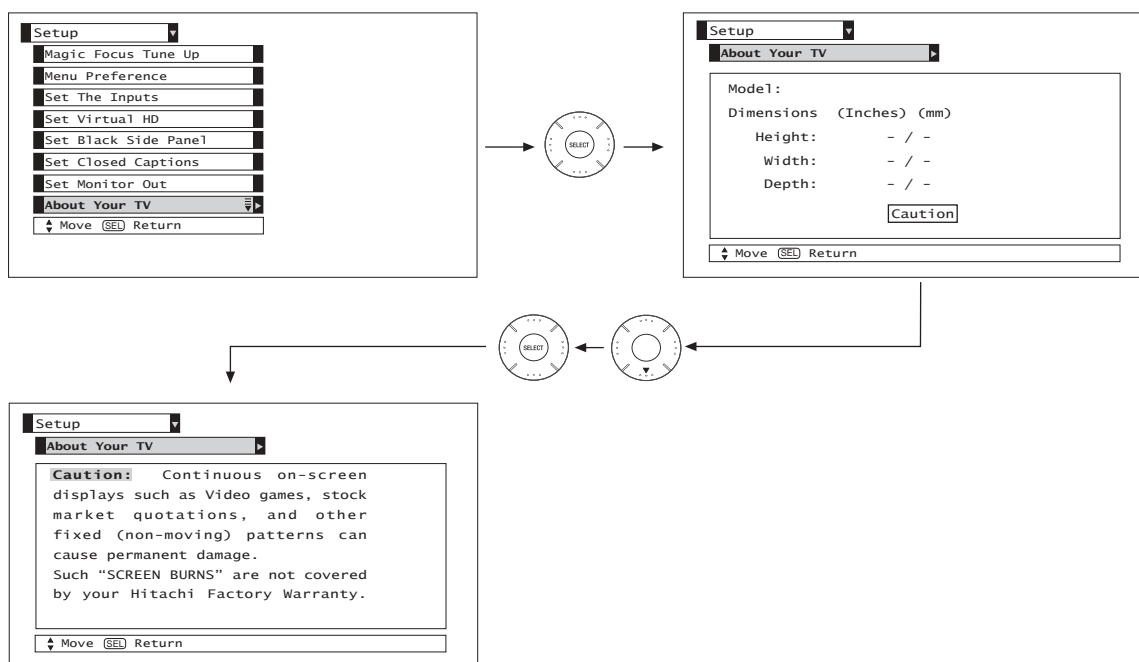 Setup
Magic Focus Tune Up
Menu Preference
Set The Inputs
Set Virtual HD
Set Black Side Panel
Set Closed Captions
Set Monitor Out
About Your TV
Move SEL Return
SELECT
Setup
About Your TV
Model:
Dimensions (Inches) (mm)
Height: - / -
Width: - / -
Depth: - / -
Caution
Move SEL Return
SELECT
Setup
About Your TV
Caution: Continuous on-screen
displays such as Video games, stock
market quotations, and other
fixed (non-moving) patterns can
cause permanent damage.
Such “SCREEN BURNS” are not covered
by your Hitachi Factory Warranty.
Move SEL Return